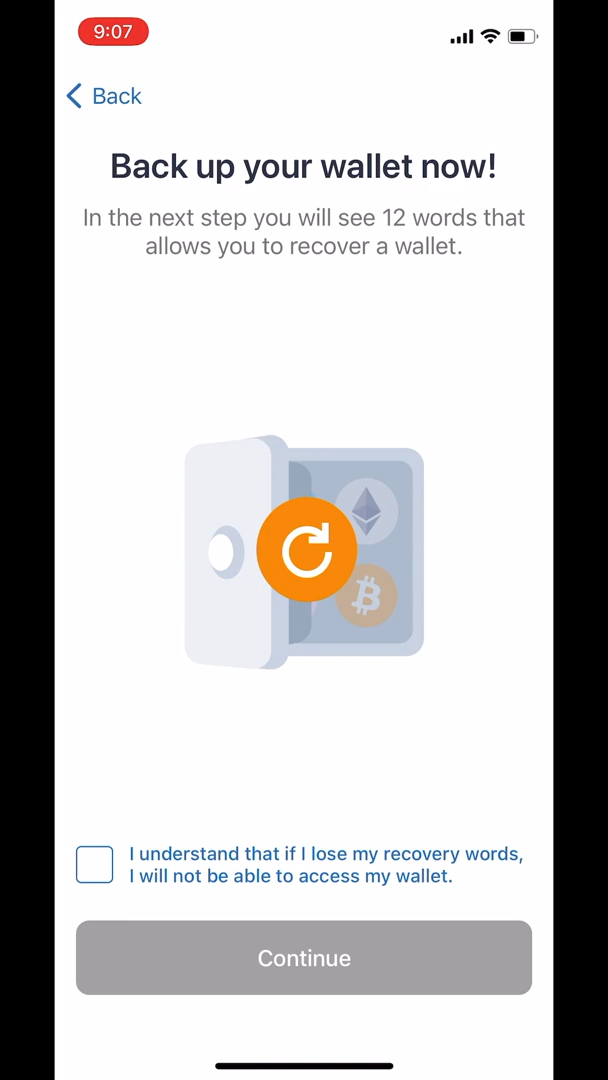 9:07
Back
Back up your wallet now!
In the next step you will see 12 words that
allows you to recover a wallet.
I understand that if I lose my recovery words,
I will not be able to access my wallet.
Continue